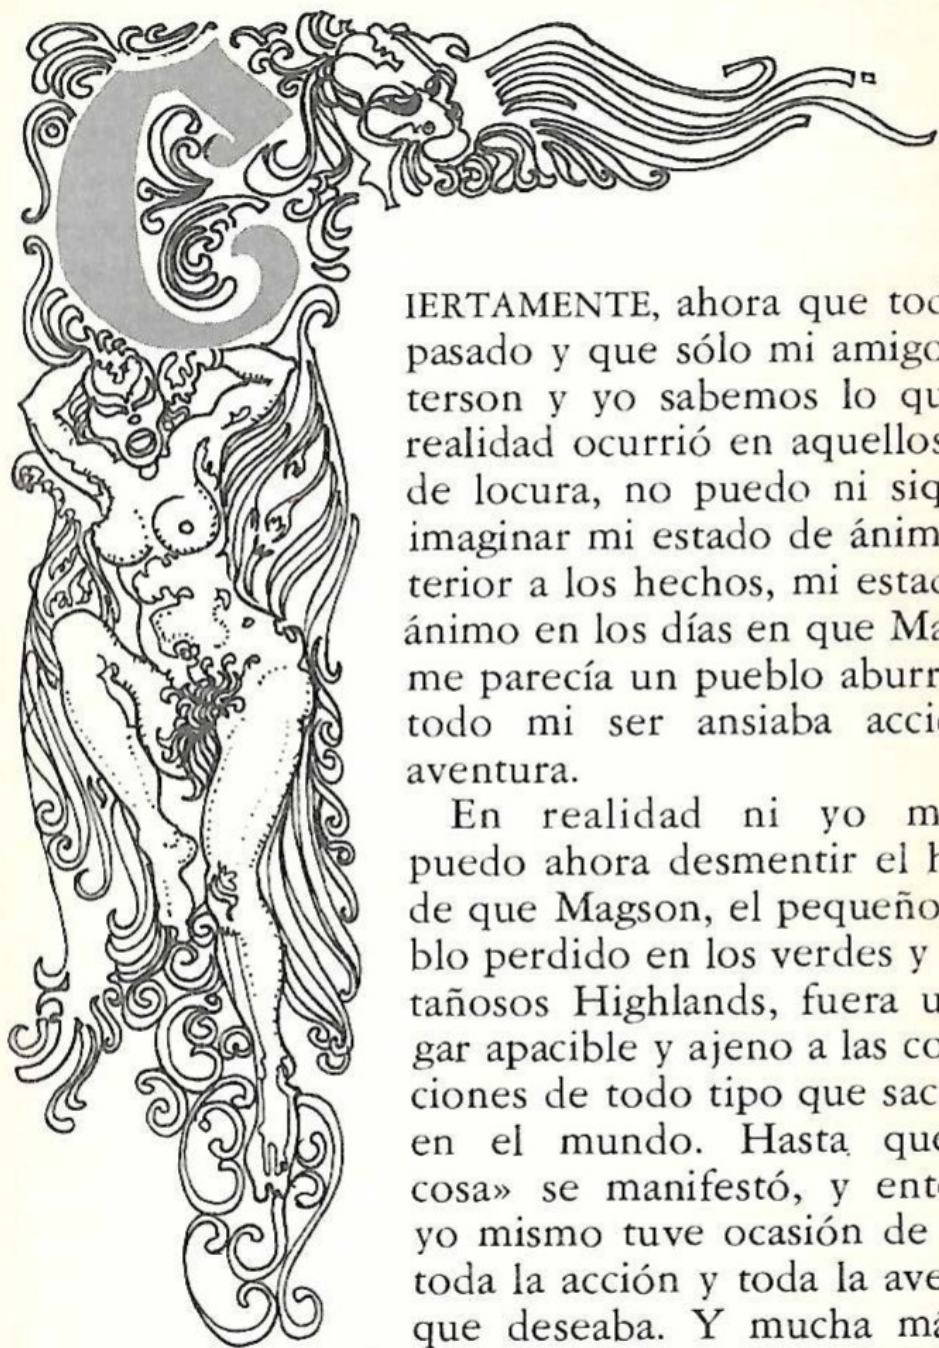 CIERTAMENTE, ahora que tod
pasado y que sólo mi amigo
terson y yo sabemos lo qu
realidad ocurrió en aquellos
de locura, no puedo ni siq
imaginar mi estado de ánim
terior a los hechos, mi estad
ánimo en los días en que Ma
me parecía un pueblo aburr
todo mi ser ansiaba acci
aventura.
En realidad ni yo m
puedo ahora desmentir el h
de que Magson, el pequeño
blo perdido en los verdes y
tañosos Highlands, fuera u
gar apacible y ajeno a las co
ciones de todo tipo que sac
en el mundo. Hasta que
cosa» se manifestó, y ent
yo mismo tuve ocasión de
toda la acción y toda la ave
que deseaba. Y mucha má